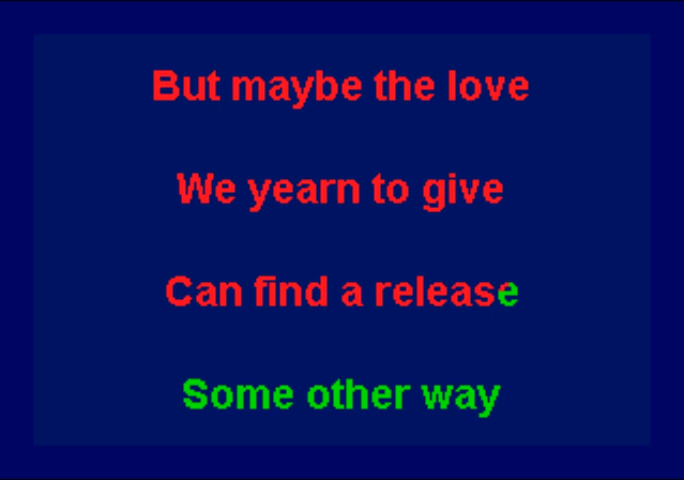 But maybe the love
We yearn to give
Can find a release
Some other way